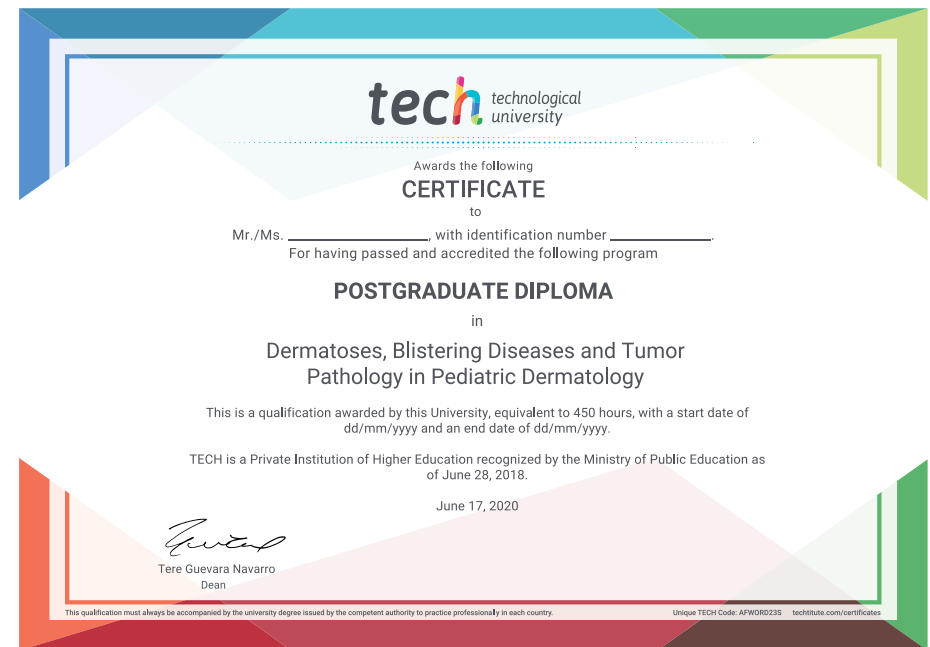 tech technological
university
Awards the following
CERTIFICATE
to
Mr./Ms. ________________, with identification number ____________.
For having passed and accredited the following program
POSTGRADUATE DIPLOMA
in
Dermatoses, Blistering Diseases and Tumor
Pathology in Pediatric Dermatology
This is a qualification awarded by this University, equivalent to 450 hours, with a start date of
dd/mm/yyyy and an end date of dd/mm/yyyy.
TECH is a Private Institution of Higher Education recognized by the Ministry of Public Education as
of June 28, 2018.
June 17, 2020
Tere Guevara Navarro
Dean
This qualification must always be accompanied by the university degree issued by the competent authority to practice professionally in each country.
Unique TECH Code: AFWORD23S techtitute.com/certificates